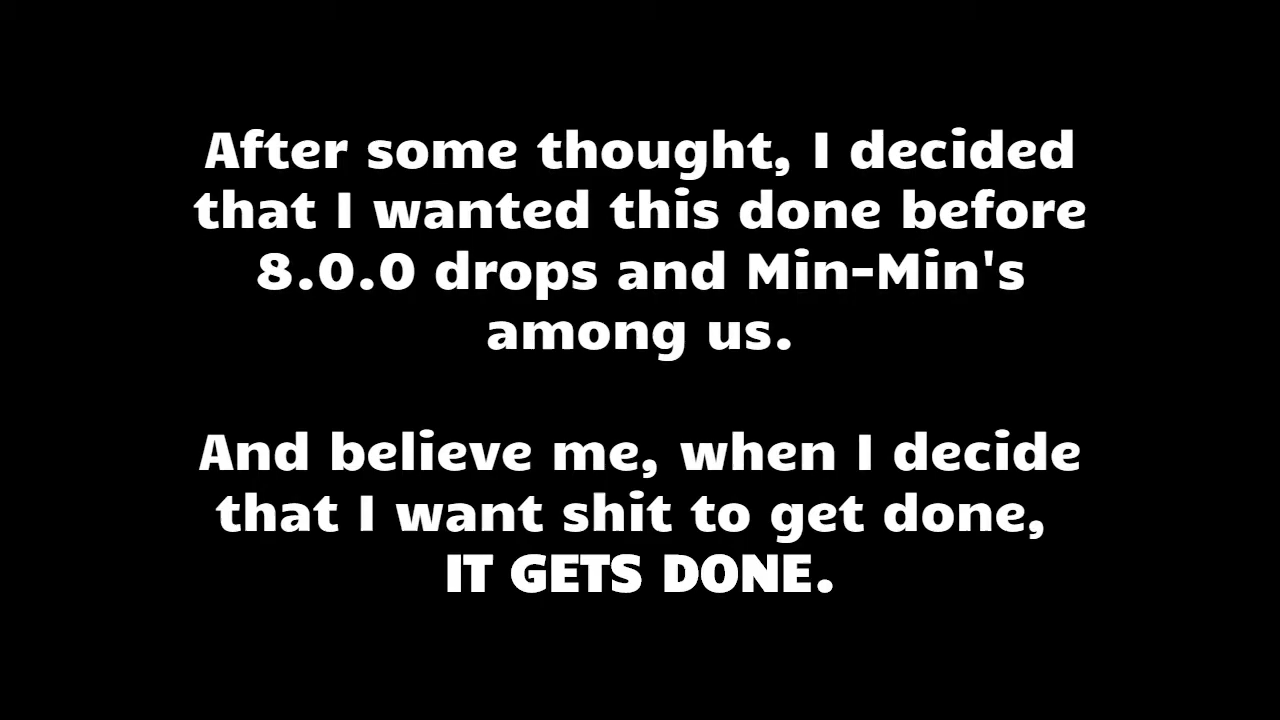 After some thought, I decided
that I wanted this done before
8.0.0 drops and Min-Min's
among us.
And believe me, when I decide
that I want shit to get done,
IT GETS DONE.